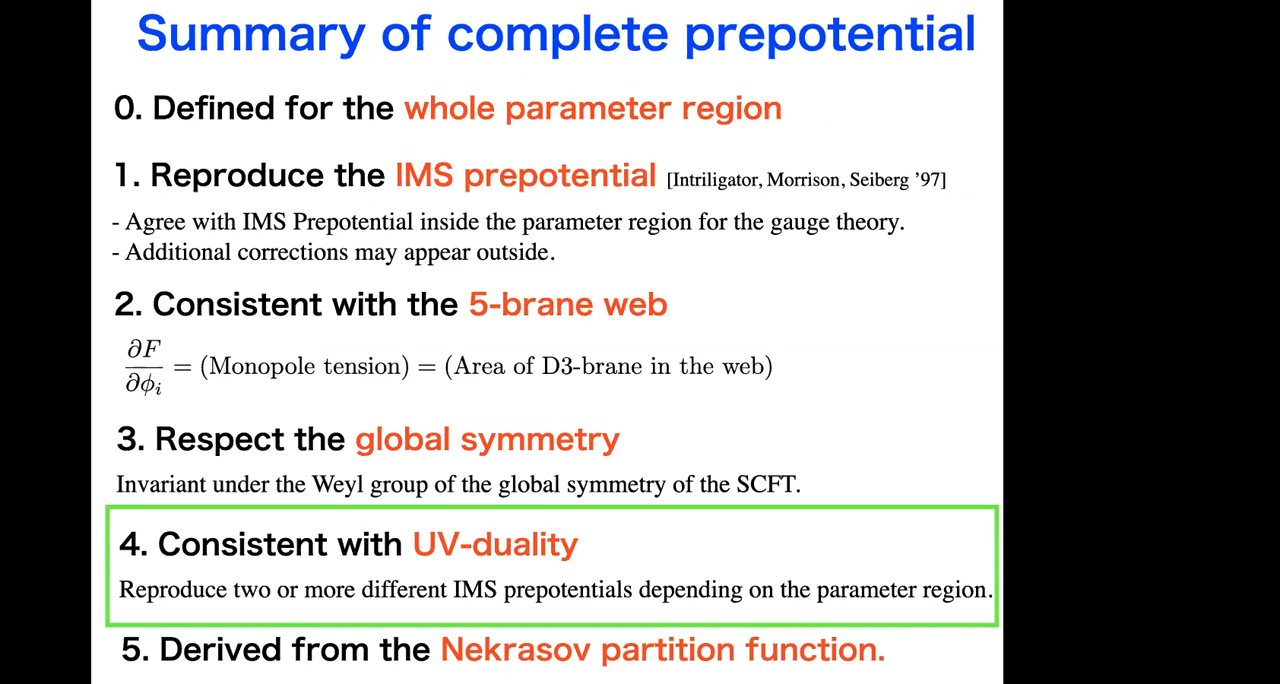 Summary of complete prepotential
0. Defined for the whole parameter region
1. Reproduce the IMS prepotential [Intriligator, Morrison, Seiberg '97]
- Agree with IMS Prepotential inside the parameter region for the gauge theory.
- Additional corrections may appear outside.
2. Consistent with the 5-brane web
∂F/∂ϕᵢ = (Monopole tension) = (Area of D3-brane in the web)
3. Respect the global symmetry
Invariant under the Weyl group of the global symmetry of the SCFT.
4. Consistent with UV-duality
Reproduce two or more different IMS prepotentials depending on the parameter region.
5. Derived from the Nekrasov partition function.